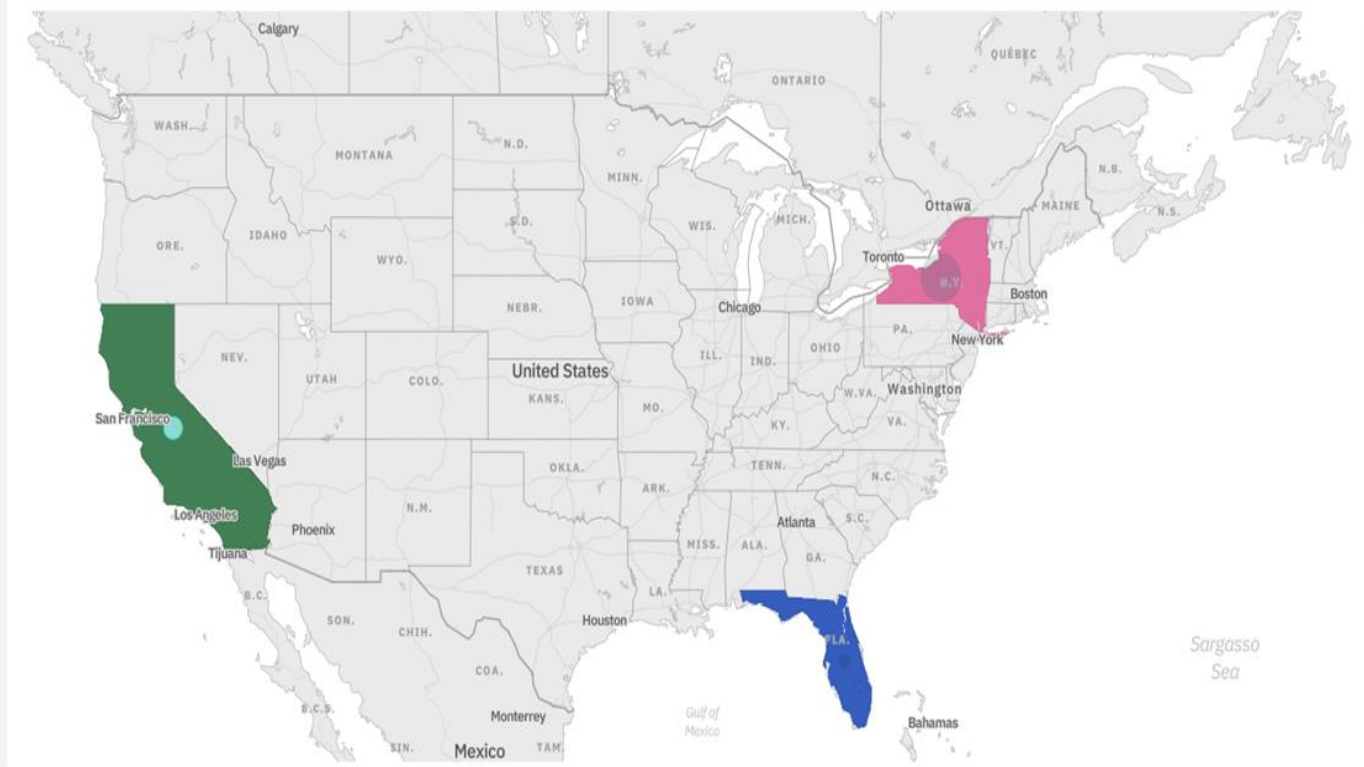 Calgary
QUÉBEC
ONTARIO
WASH.
N.D.
MONTANA
N.B.
MINN.
Ottawa
MAINE
N.S.
S.D.
MICH.
WIS.
IDAHO
ORE.
VT.
Toronto
WYO.
N.Y.
Boston
IOWA
Chicago
NEBR.
PA.
New York
OHIO
ILL.
IND.
NEV.
United States
UTAH
COLO.
Washington
W.VA.
KANS.
MO.
San Francisco
VA.
KY.
Las Vegas
TENN.
OKLA.
N.C.
ARK.
N.M.
Los Angeles
S.C.
Atlanta
Phoenix
MISS.
ALA.
Tijuana
GA.
TEXAS
LA.
B.C.
SON.
Houston
CHIH.
FLA.
Sargasso
Sea
COA.
B.C.S.
Monterrey
Gulf of
Mexico
Bahamas
SIN.
Mexico
TAM.